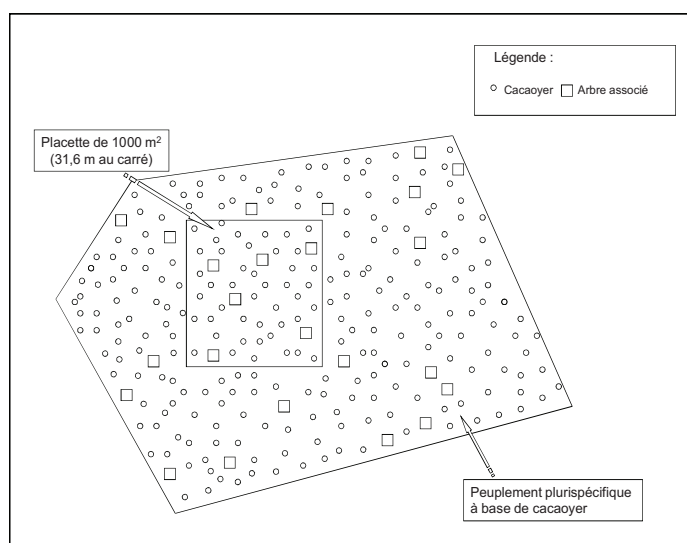 Légende :
Cacaoyer Arbre associé
Placette de 1000 m²
(31,6 m au carré)
Peuplement plurispécifique
à base de cacaoyer